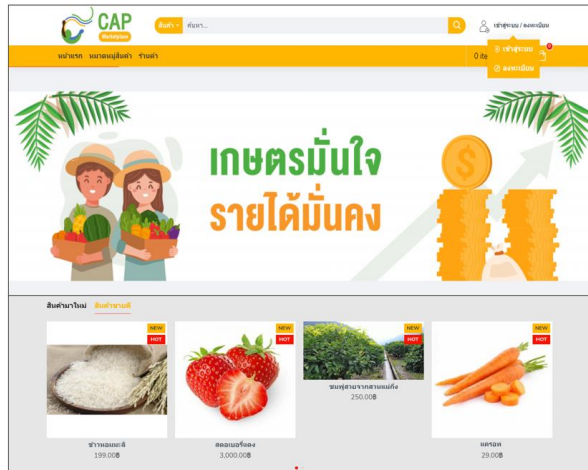 CAP
Marketplace
สินค้า
ค้นหา...
เข้าสู่ระบบ / ลงทะเบียน
หน้าแรก หมวดหมู่สินค้า ร้านค้า
0 ite
0
เข้าสู่ระบบ
ลงทะเบียน
เกษตรมั่นใจ
รายได้มั่นคง
$
สินค้ามาใหม่ สินค้าขายดี
NEW
HOT
NEW
HOT
NEW
HOT
NEW
HOT
ข้าวหอมมะลิ
199.00฿
สตอเบอรี่แดง
3,000.00฿
ชมพู่สวนจากสวนแม่กิ่ง
250.00฿
แครอท
29.00฿